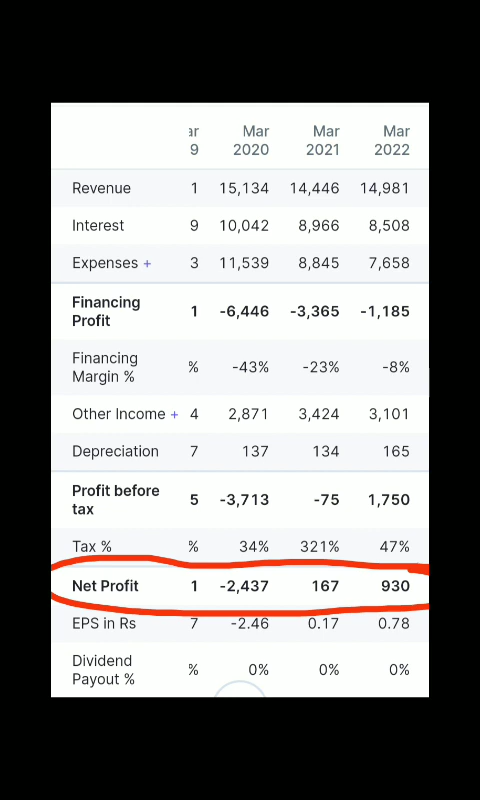 ar Mar Mar Mar
9 2020 2021 2022
Revenue 1 15,134 14,446 14,981
Interest 9 10,042 8,966 8,508
Expenses + 3 11,539 8,845 7,658
Financing
Profit 1 -6,446 -3,365 -1,185
Financing
Margin % % -43% -23% -8%
Other Income + 4 2,871 3,424 3,101
Depreciation 7 137 134 165
Profit before
tax 5 -3,713 -75 1,750
Tax % % 34% 321% 47%
Net Profit 1 -2,437 167 930
EPS in Rs 7 -2.46 0.17 0.78
Dividend
Payout % % 0% 0% 0%